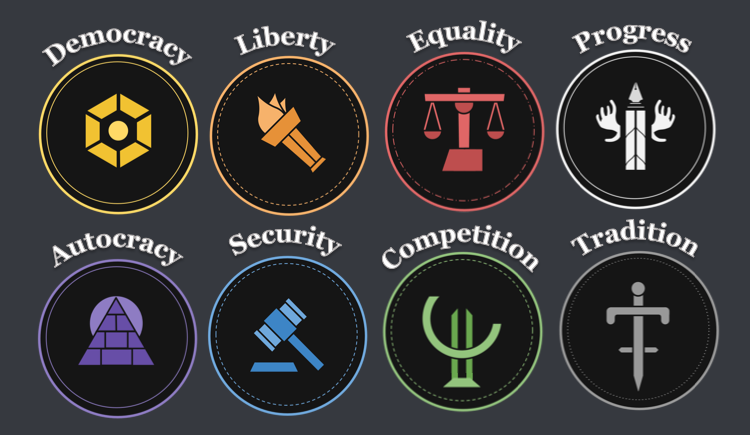 Democracy
Liberty
Equality
Progress
Autocracy
Security
Competition
Tradition